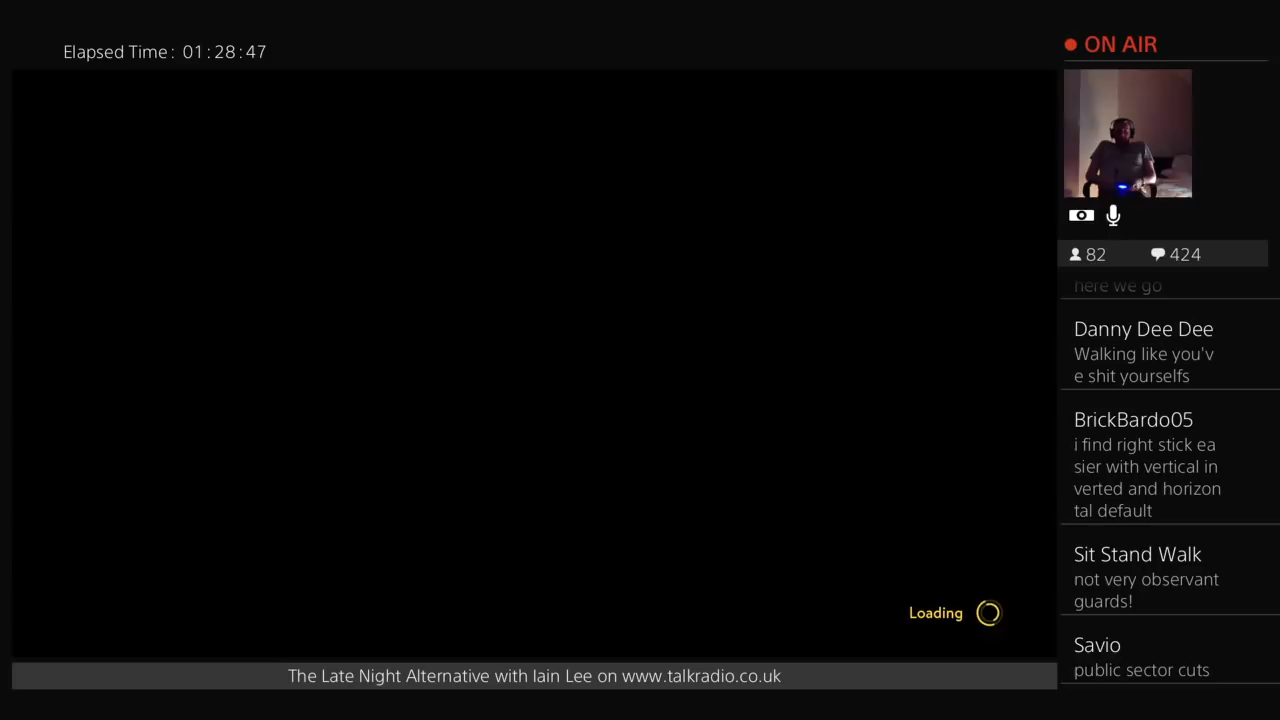 Elapsed Time: 01:28:47
ON AIR
82 424
here we go
Danny Dee Dee
Walking like you'v
e shit yourselfs
BrickBardo05
i find right stick ea
sier with vertical in
verted and horizon
tal default
Sit Stand Walk
not very observant
guards!
Savio
public sector cuts
Loading
The Late Night Alternative with Iain Lee on www.talkradio.co.uk